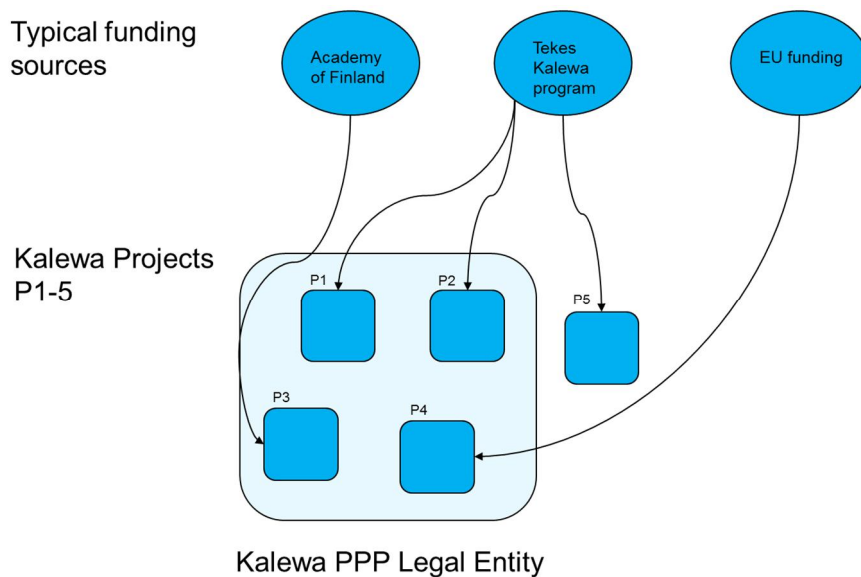 Typical funding
sources
Academy
of Finland
Tekes
Kalewa
program
EU funding
Kalewa Projects
P1-5
P1
P2
P5
P3
P4
Kalewa PPP Legal Entity